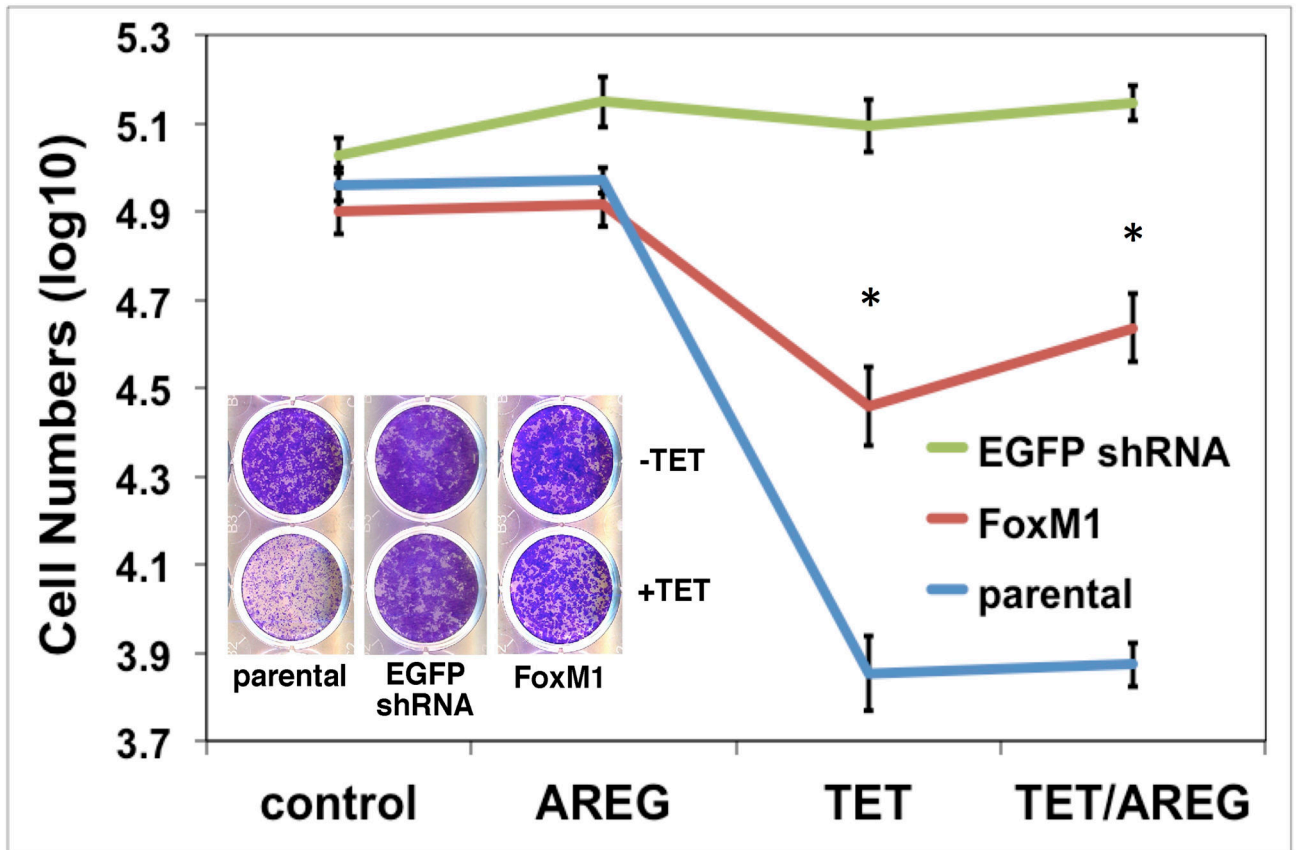 5.3
5.1
4.9
4.7
4.5
4.3
4.1
3.9
3.7
Cell Numbers (log10)
*
*
EGFP shRNA
FoxM1
parental
-TET
+TET
parental
EGFP
shRNA
FoxM1
control
AREG
TET
TET/AREG